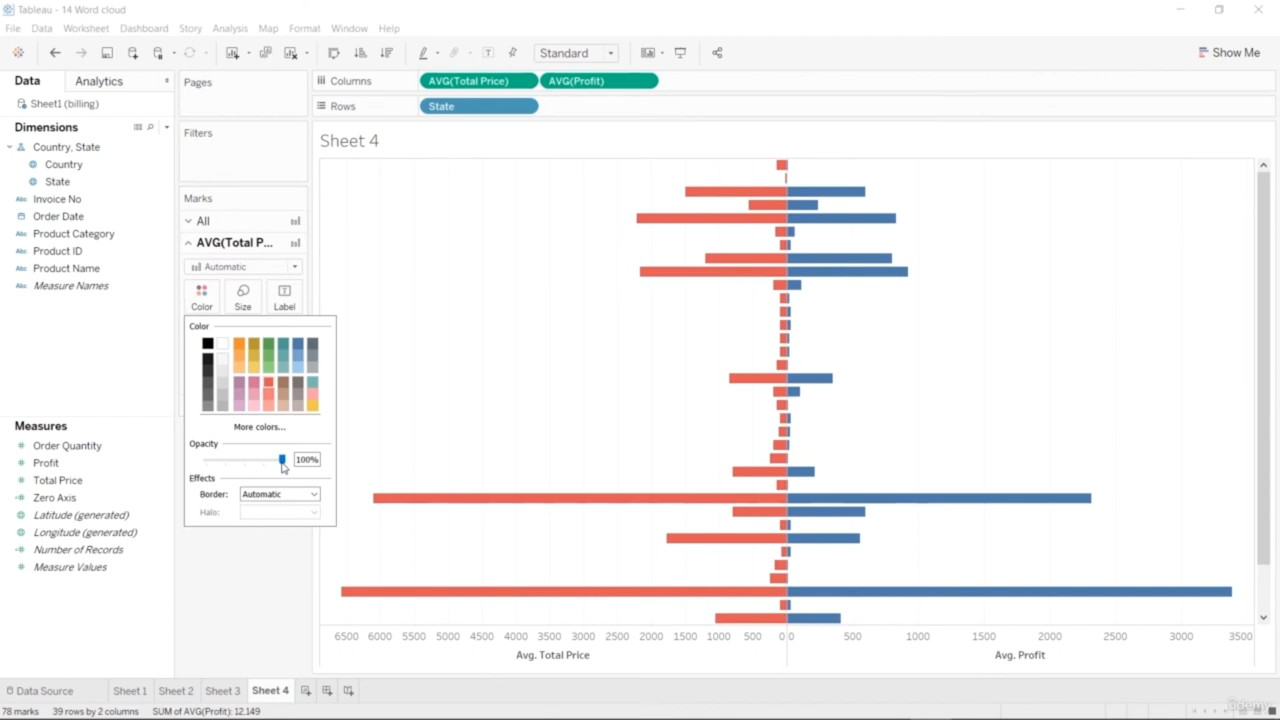 Tableau - 14 Word cloud
File Data Worksheet Dashboard Story Analysis Map Format Window Help
Standard
Show Me
Data Analytics
Pages
Columns AVG(Total Price) AVG(Profit)
Sheet1 (billing)
Rows State
Dimensions
Filters
Sheet 4
Country, State
Country
State
Invoice No
Marks
Abc
Order Date
All
Abc Product Category
AVG(Total P...
Abc Product ID
Abc Product Name
Automatic
Abc Measure Names
Color Size Label
Color
More colors...
Opacity
100%
Effects
Border: Automatic
Halo:
Measures
Order Quantity
Profit
Total Price
Zero Axis
Latitude (generated)
Longitude (generated)
Number of Records
Measure Values
6500 6000 5500 5000 4500 4000 3500 3000 2500 2000 1500 1000 500 0 0 500 1000 1500 2000 2500 3000 3500
Avg. Total Price Avg. Profit
Data Source Sheet 1 Sheet 2 Sheet 3 Sheet 4
78 marks 39 rows by 2 columns SUM of AVG(Profit): 12.149
ûdemy